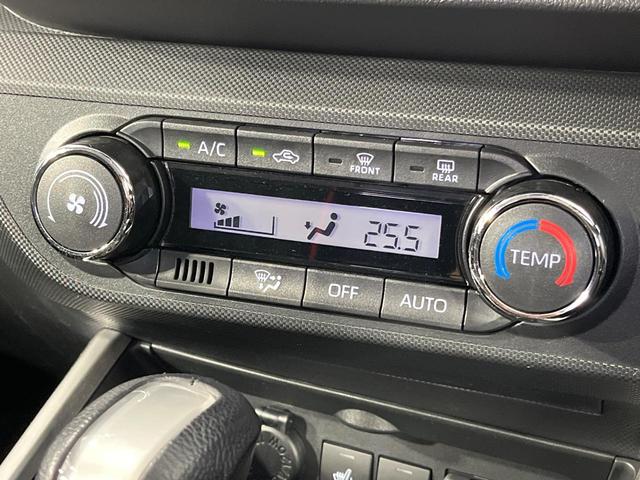 A/C
FRONT
REAR
25.5
TEMP
OFF
AUTO